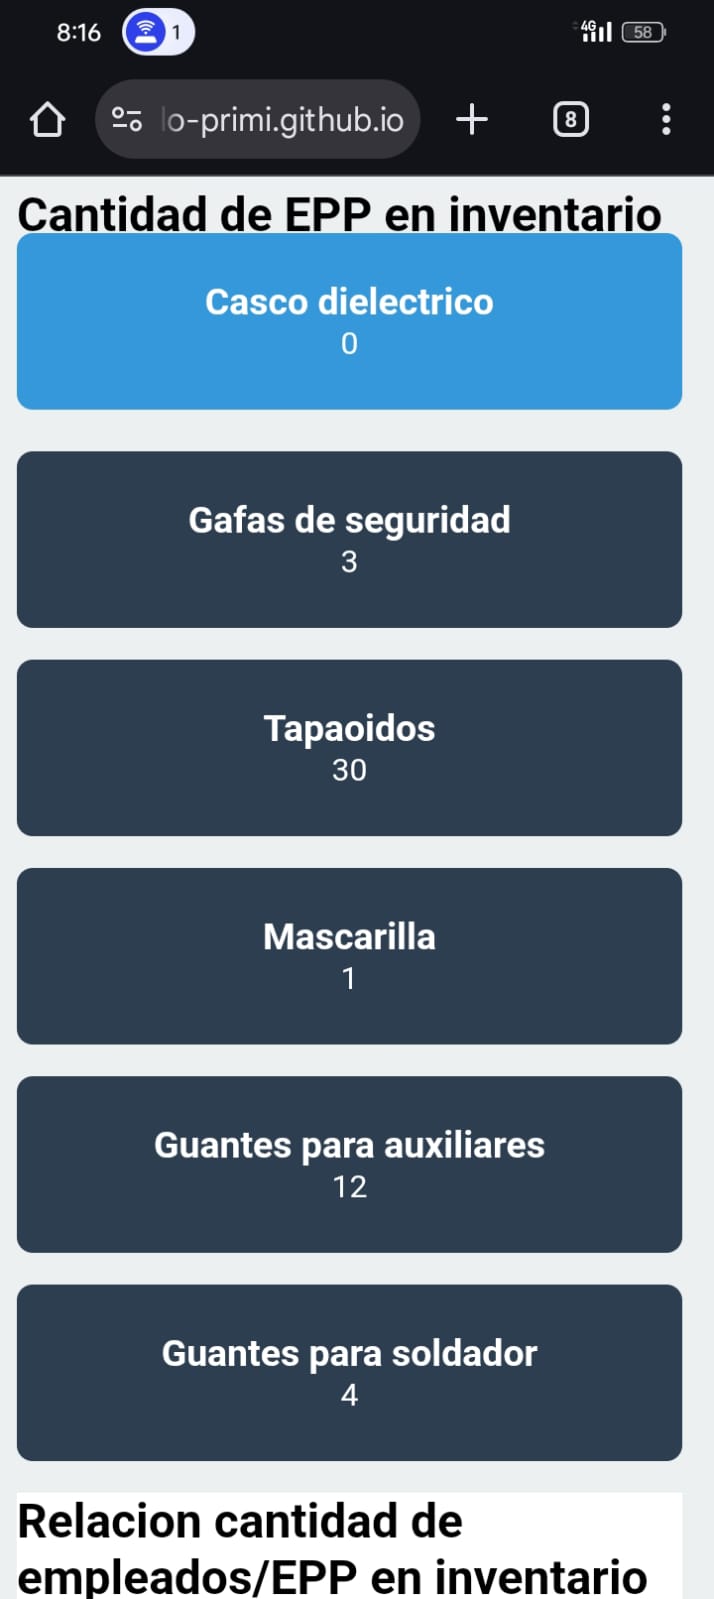 8:16
1
4G
58
lo-primi.github.io
8
Cantidad de EPP en inventario
Casco dielectrico
0
Gafas de seguridad
3
Tapaoidos
30
Mascarilla
1
Guantes para auxiliares
12
Guantes para soldador
4
Relacion cantidad de
empleados/EPP en inventario